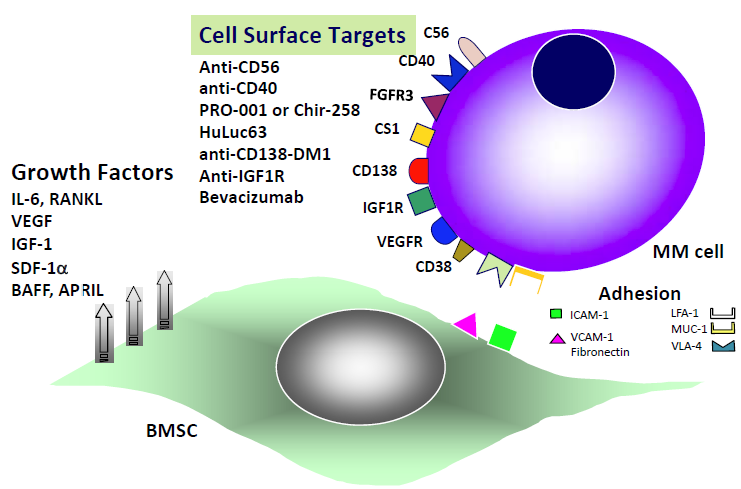 Cell Surface Targets
Anti-CD56
anti-CD40
PRO-001 or Chir-258
HuLuc63
anti-CD138-DM1
Anti-IGF1R
Bevacizumab
C56
CD40
FGFR3
CS1
CD138
IGF1R
VEGFR
CD38
MM cell
Growth Factors
IL-6, RANKL
VEGF
IGF-1
SDF-1α
BAFF, APRIL
Adhesion
ICAM-1
VCAM-1
Fibronectin
LFA-1
MUC-1
VLA-4
BMSC